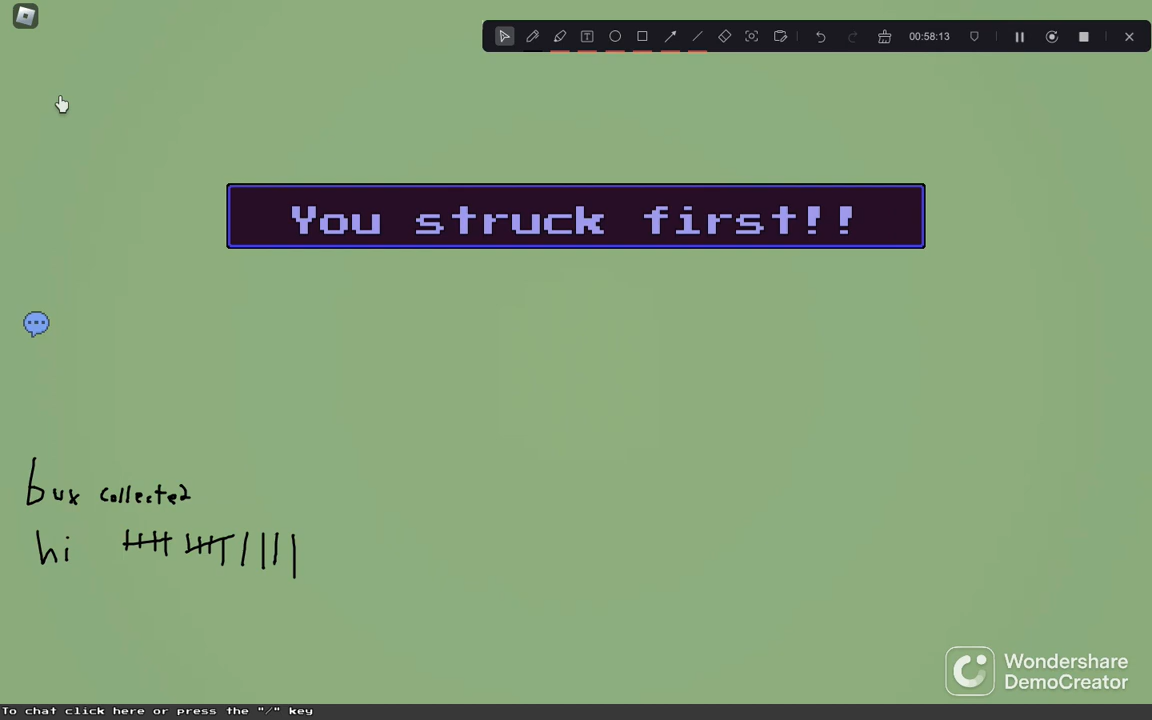 00:58:13
You struck first!!
bux collected
hi
Wondershare
DemoCreator
To chat click here or press the "/" key